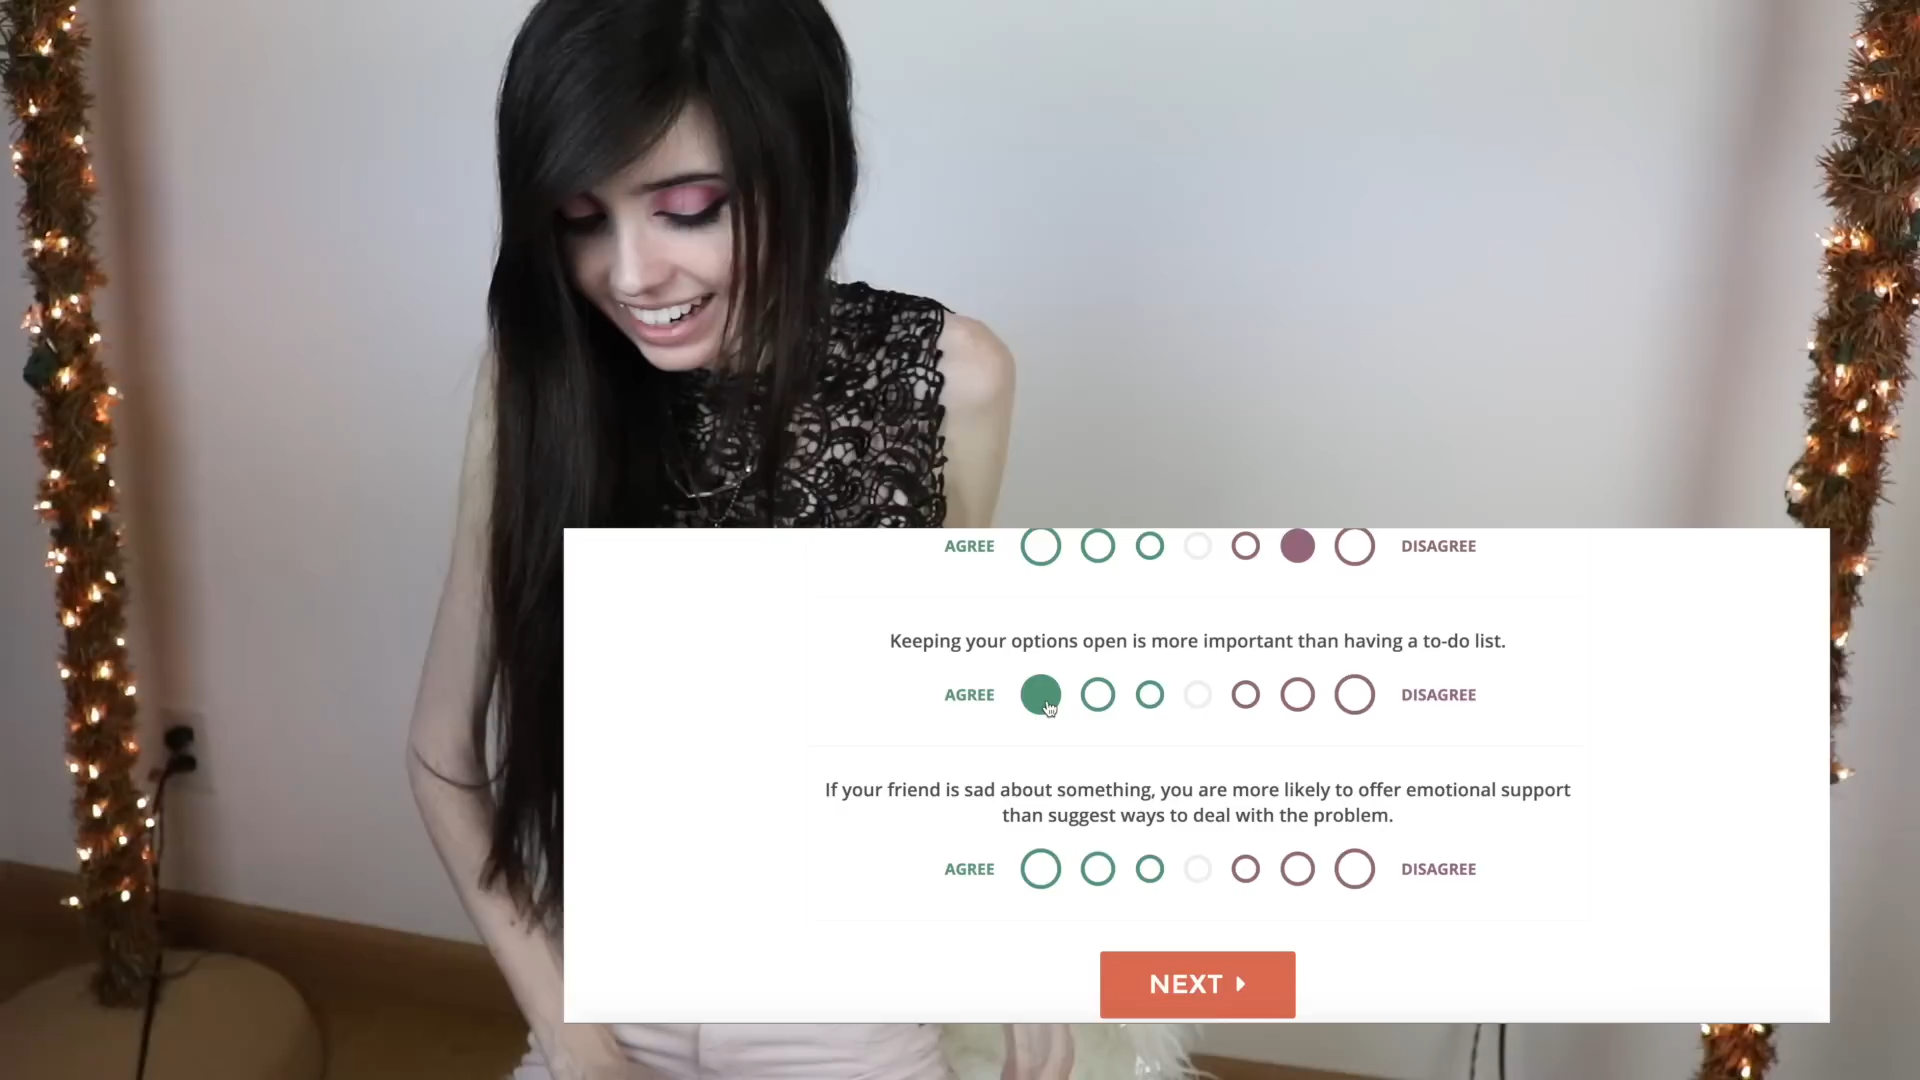 AGREE DISAGREE
Keeping your options open is more important than having a to-do list.
AGREE DISAGREE
If your friend is sad about something, you are more likely to offer emotional support
than suggest ways to deal with the problem.
AGREE DISAGREE
NEXT